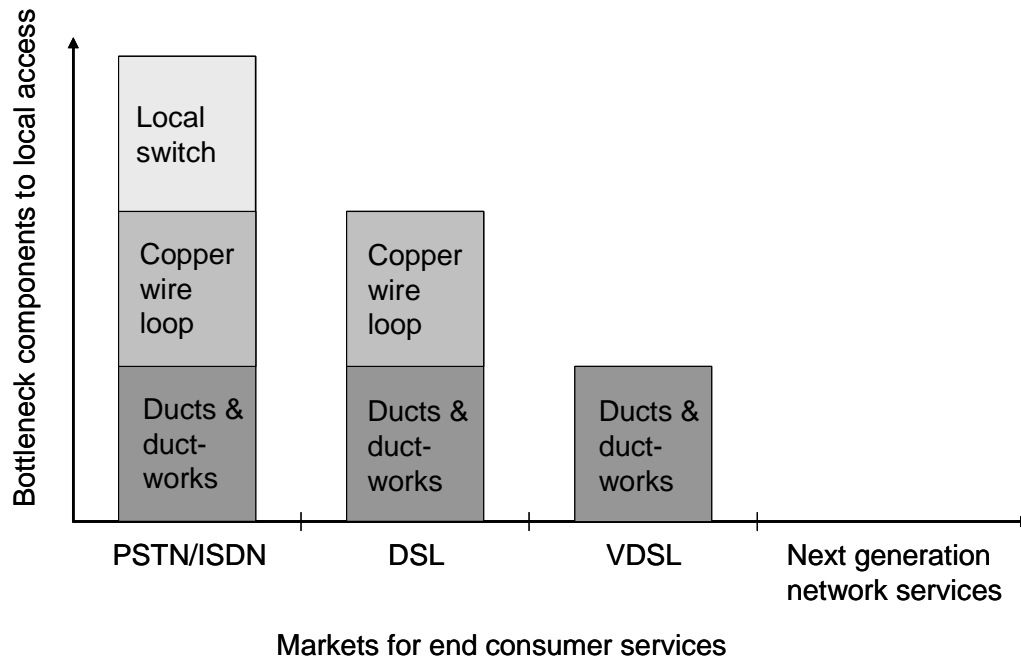 Bottleneck components to local access
Local
switch
Copper
wire
loop
Copper
wire
loop
Ducts &
duct-
works
Ducts &
duct-
works
Ducts &
duct-
works
PSTN/ISDN
DSL
VDSL
Next generation
network services
Markets for end consumer services